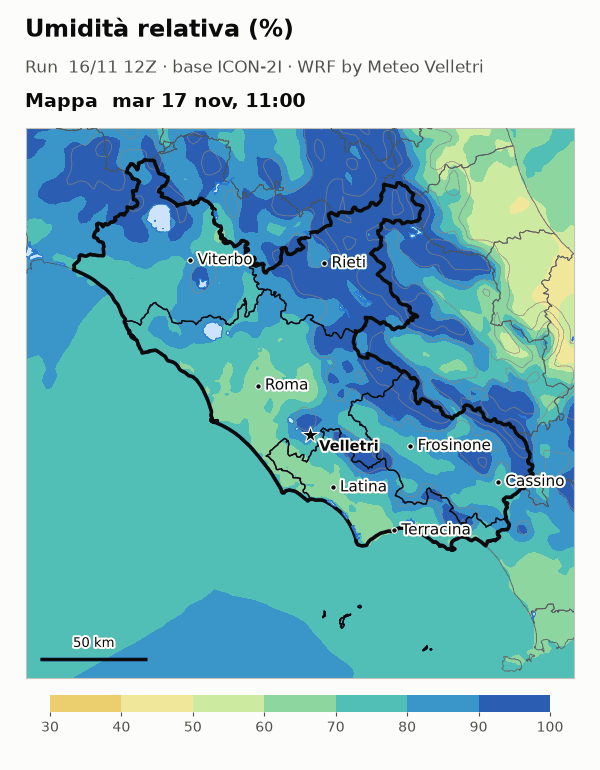 Umidità relativa (%)
Run  16/11 12Z · base ICON-2I · WRF by Meteo Velletri
Mappa  mar 17 nov, 11:00
Viterbo
Rieti
Roma
Velletri
Frosinone
Cassino
Latina
Terracina
50 km
30 40 50 60 70 80 90 100